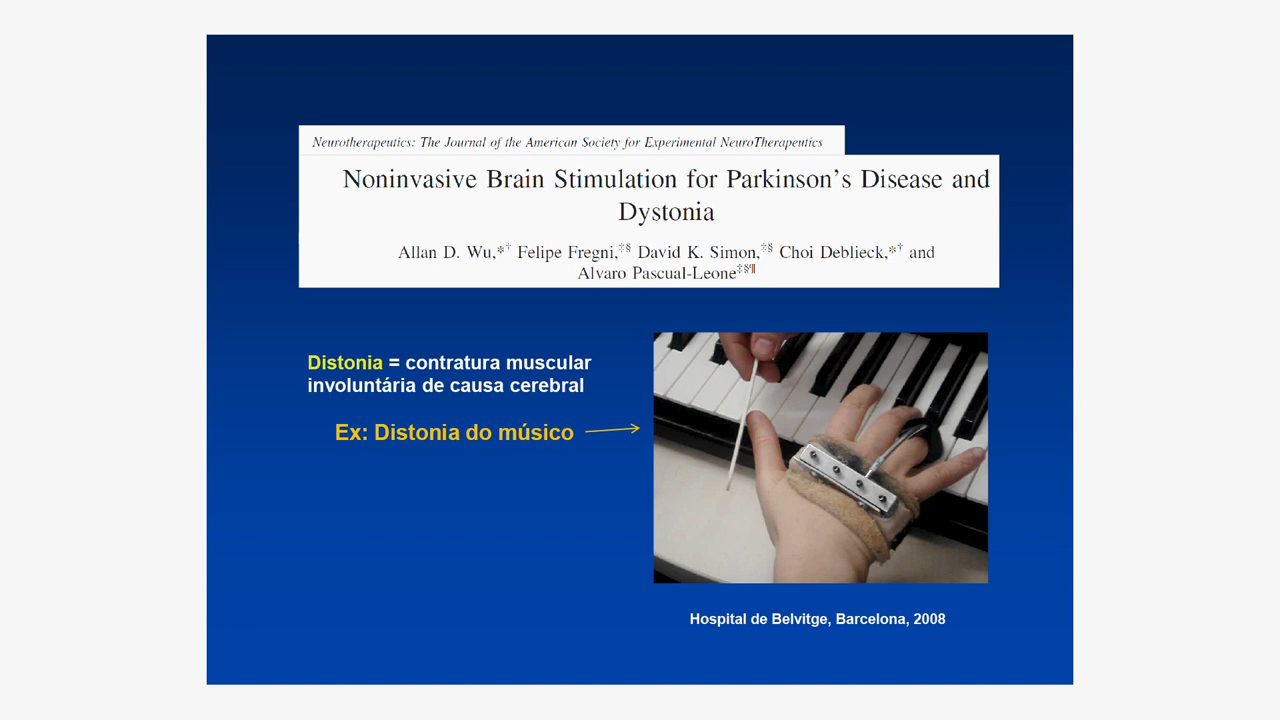 Neurotherapeutics: The Journal of the American Society for Experimental NeuroTherapeutics
Noninvasive Brain Stimulation for Parkinson's Disease and
Dystonia
Allan D. Wu,*† Felipe Fregni,‡§ David K. Simon,‡§ Choi Deblieck,*† and
Alvaro Pascual-Leone‡§¶
Distonia = contratura muscular
involuntária de causa cerebral
Ex: Distonia do músico
Hospital de Belvitge, Barcelona, 2008